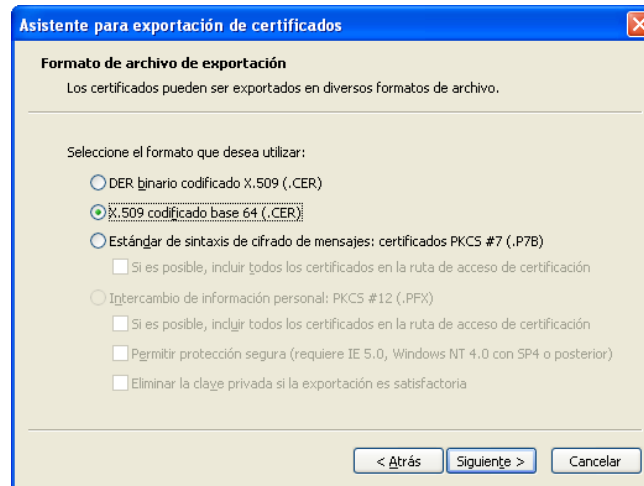 Asistente para exportación de certificados
Formato de archivo de exportación
Los certificados pueden ser exportados en diversos formatos de archivo.
Seleccione el formato que desea utilizar:
DER binario codificado X.509 (.CER)
X.509 codificado base 64 (.CER)
Estándar de sintaxis de cifrado de mensajes: certificados PKCS #7 (.P7B)
Si es posible, incluir todos los certificados en la ruta de acceso de certificación
Intercambio de información personal: PKCS #12 (.PFX)
Si es posible, incluir todos los certificados en la ruta de acceso de certificación
Permitir protección segura (requiere IE 5.0, Windows NT 4.0 con SP4 o posterior)
Eliminar la clave privada si la exportación es satisfactoria
< Atrás Siguiente > Cancelar